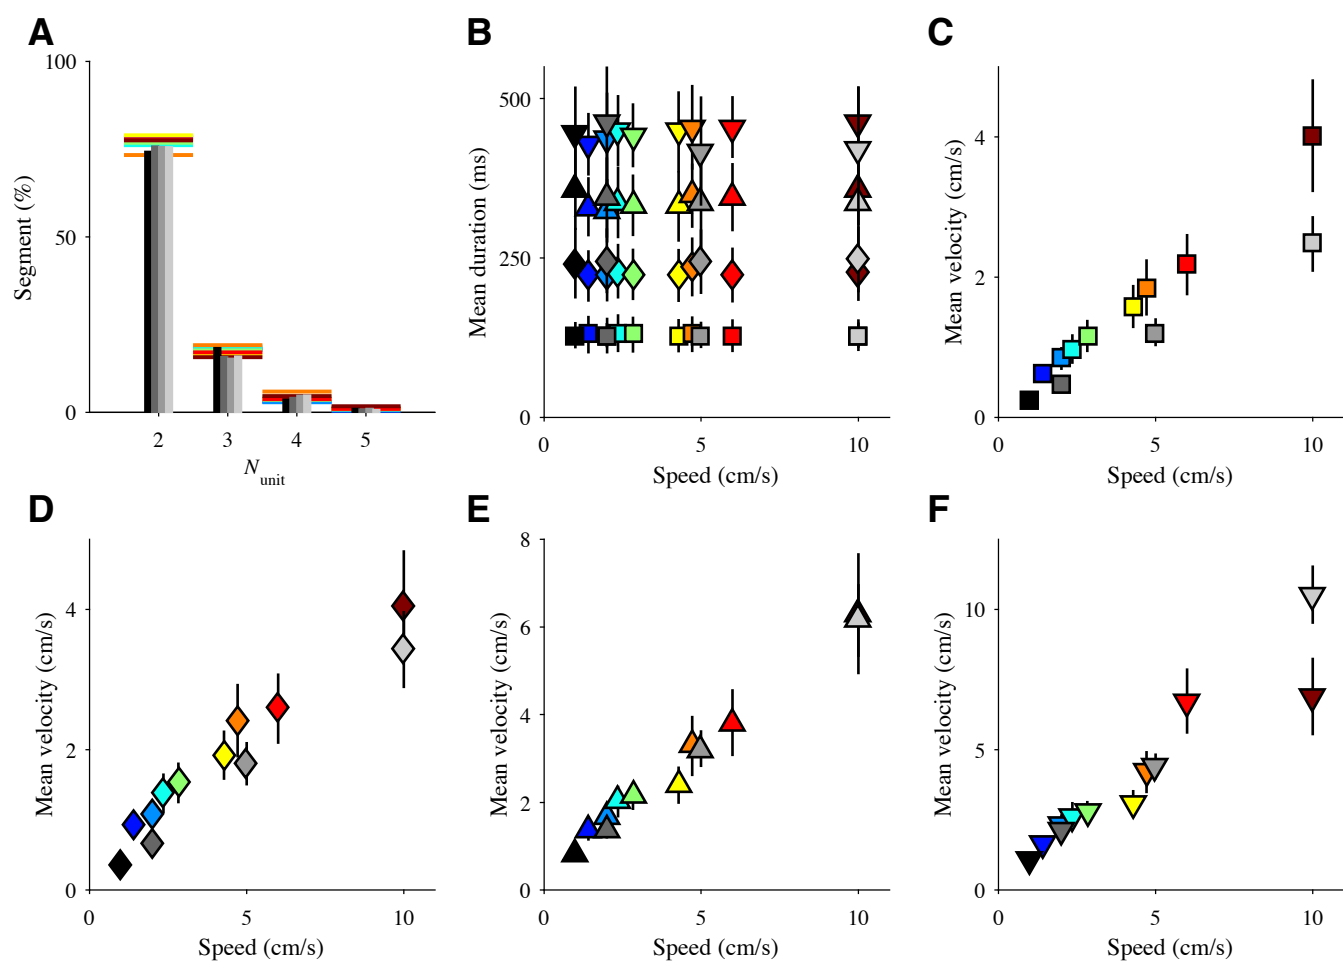 A
100
50
0
Segment (%)
2 3 4 5
N unit
B
500
250
0
Mean duration (ms)
0 5 10
Speed (cm/s)
C
4
2
0
Mean velocity (cm/s)
0 5 10
Speed (cm/s)
D
4
2
0
Mean velocity (cm/s)
0 5 10
Speed (cm/s)
E
8
6
4
2
0
Mean velocity (cm/s)
0 5 10
Speed (cm/s)
F
10
5
0
Mean velocity (cm/s)
0 5 10
Speed (cm/s)